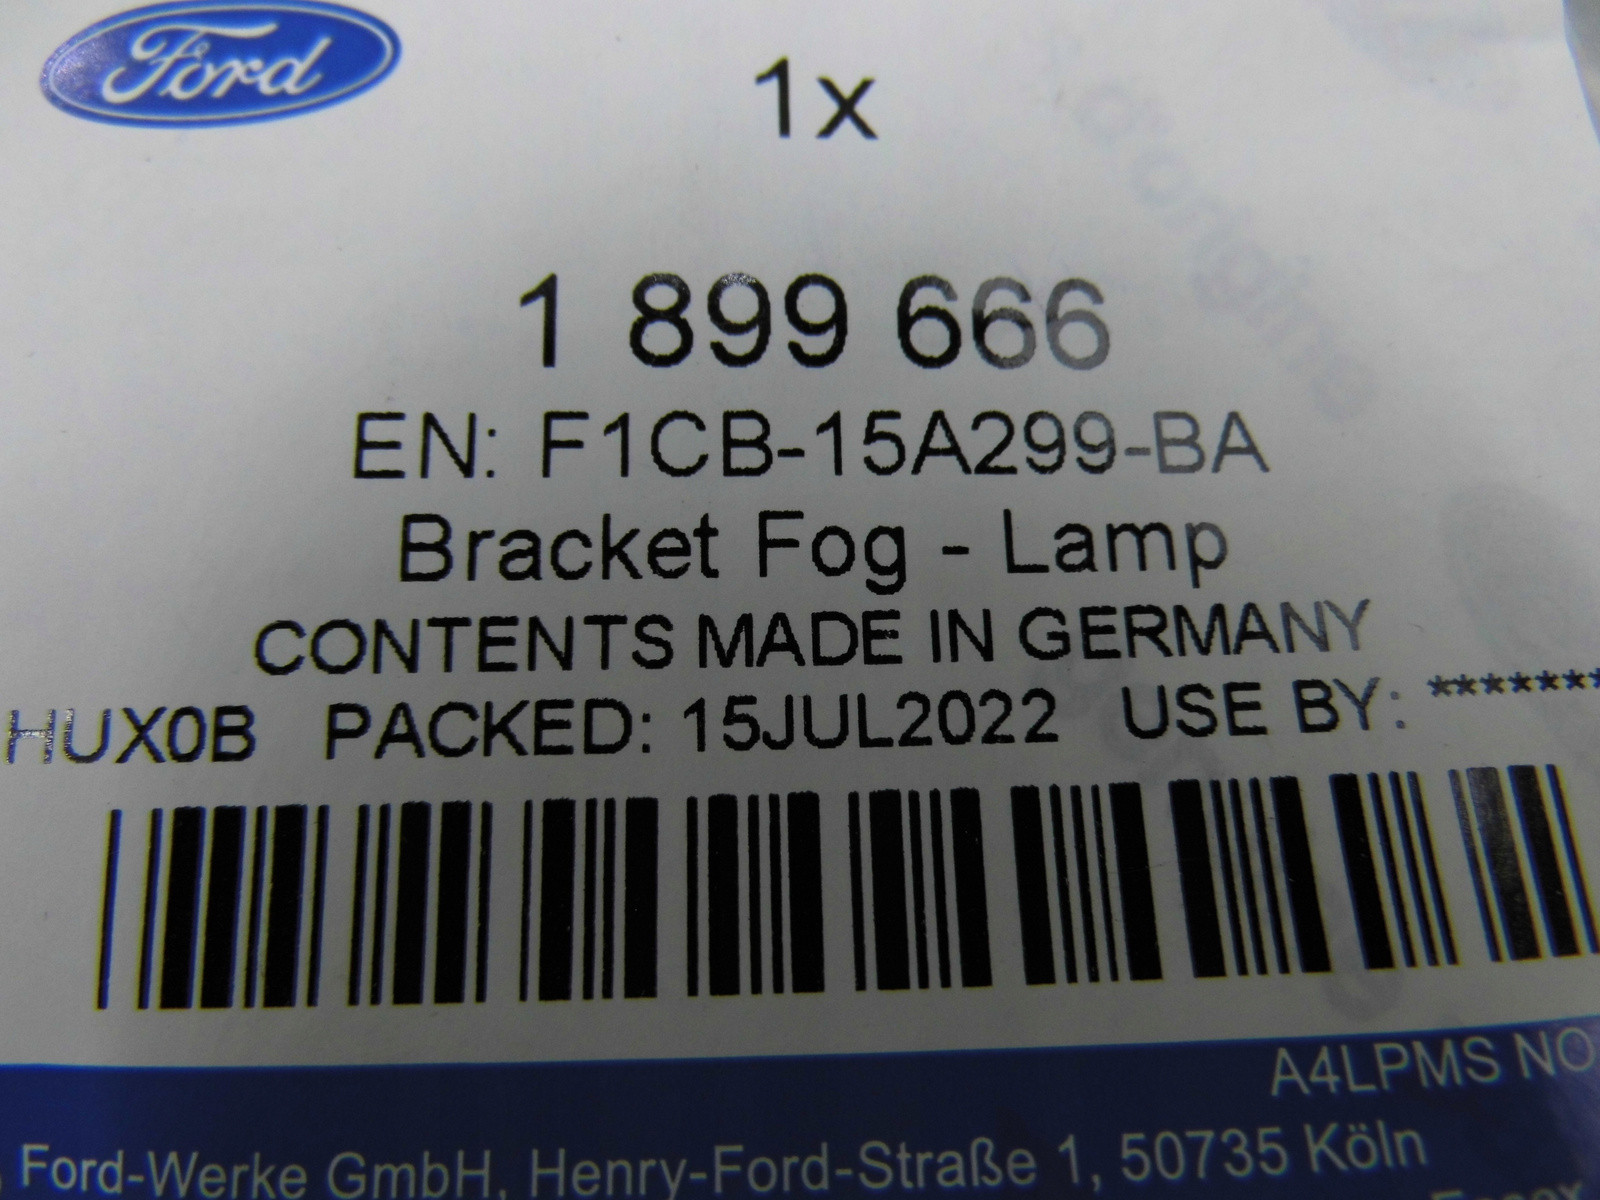 Ford
1x
1 899 666
EN: F1CB-15A299-BA
Bracket Fog - Lamp
CONTENTS MADE IN GERMANY
HUX0B PACKED: 15JUL2022 USE BY: *******
A4LPMS NO
Ford-Werke GmbH, Henry-Ford-Straße 1, 50735 Köln